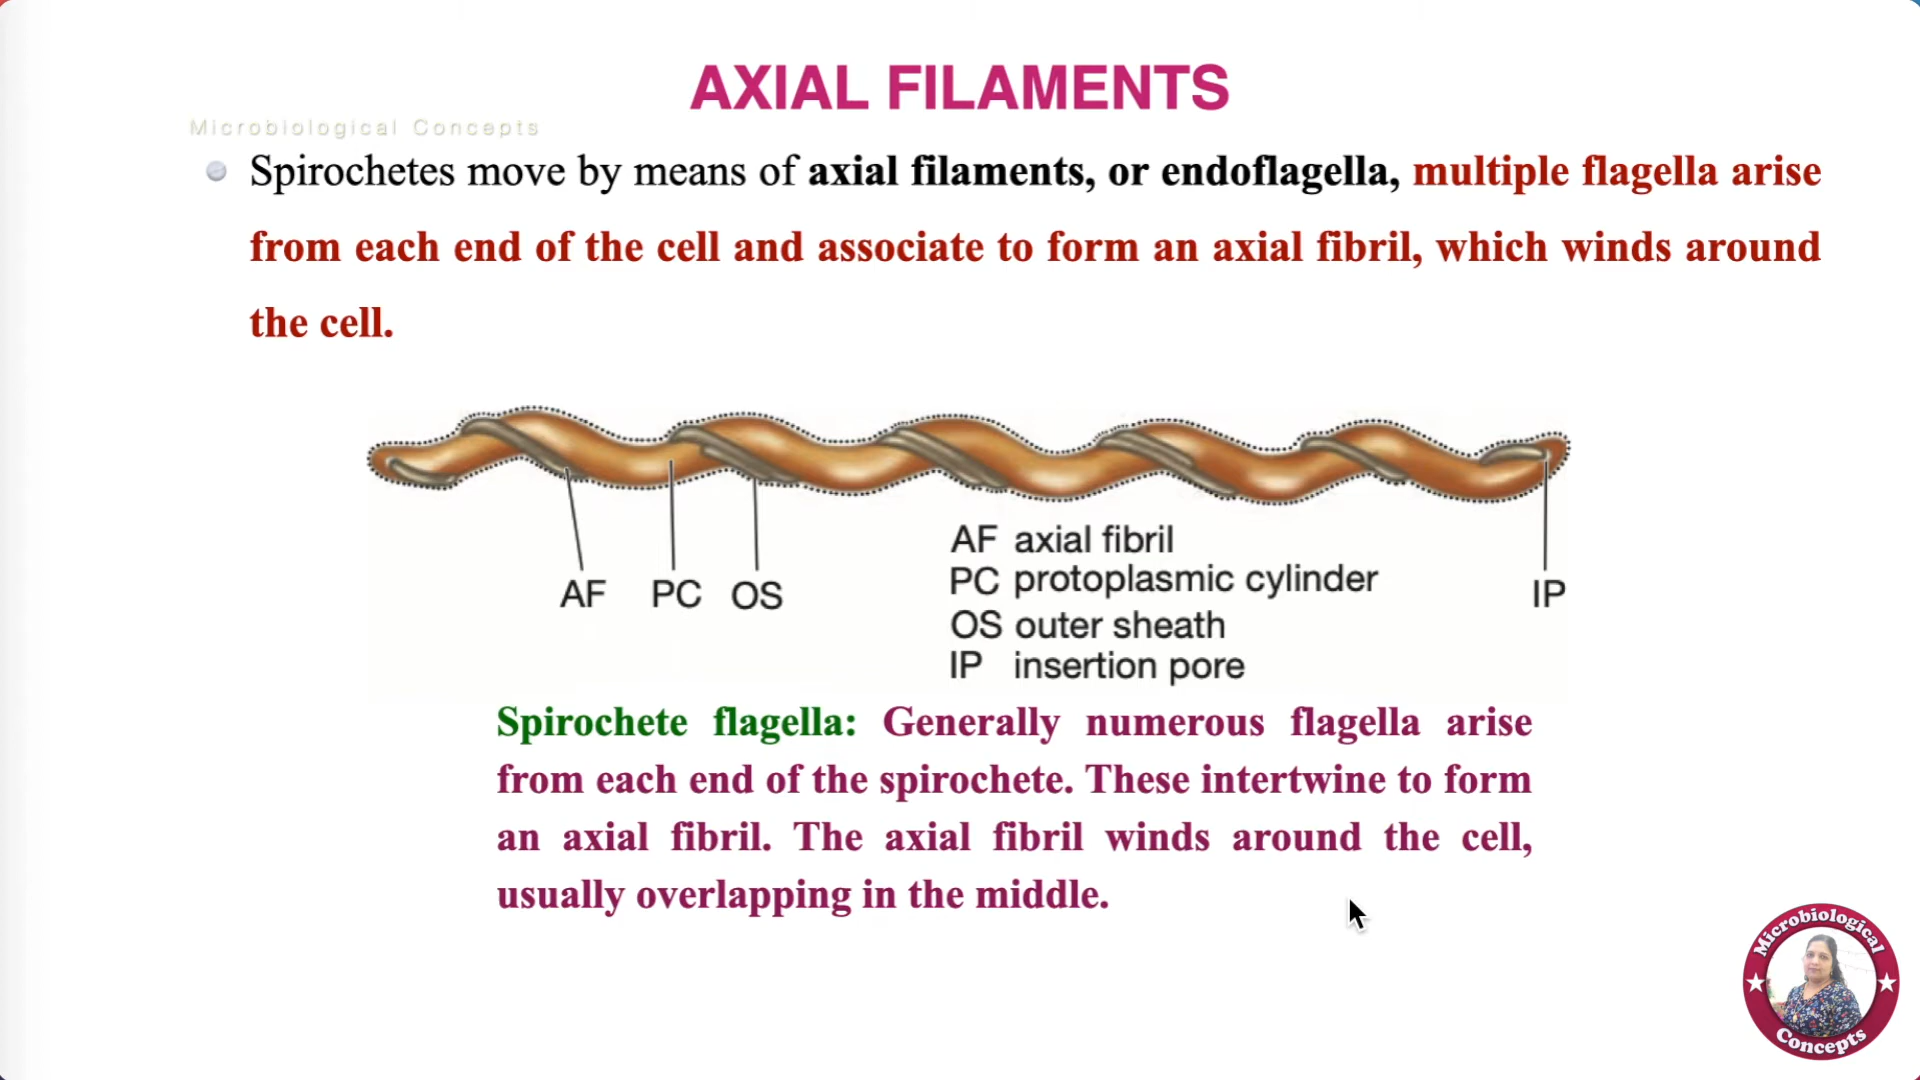 AXIAL FILAMENTS
Microbiological Concepts
Spirochetes move by means of axial filaments, or endoflagella, multiple flagella arise
from each end of the cell and associate to form an axial fibril, which winds around
the cell.
AF PC OS
IP
AF axial fibril
PC protoplasmic cylinder
OS outer sheath
IP insertion pore
Spirochete flagella: Generally numerous flagella arise
from each end of the spirochete. These intertwine to form
an axial fibril. The axial fibril winds around the cell,
usually overlapping in the middle.
Microbiological
Concepts